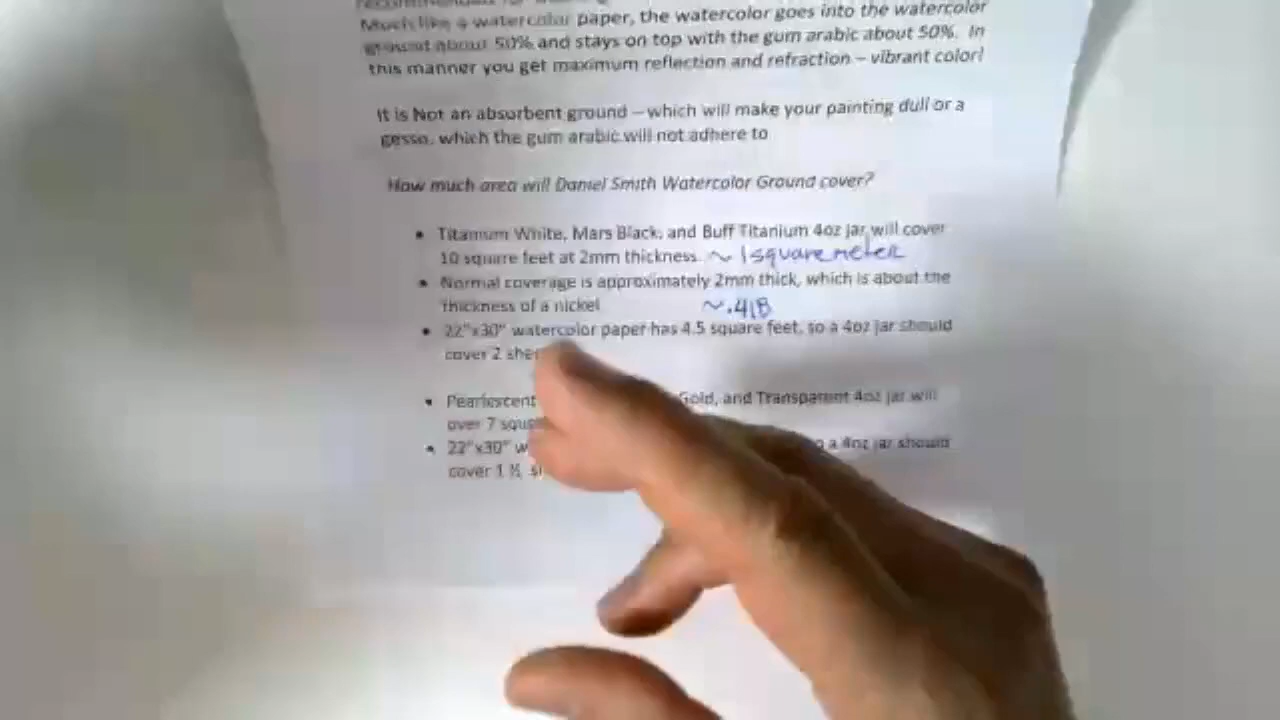 Much like a watercolor paper, the watercolor goes into the watercolor
ground about 50% and stays on top with the gum arabic about 50%. In
this manner you get maximum reflection and refraction – vibrant color!
It is Not an absorbent ground – which will make your painting dull or a
gesso, which the gum arabic will not adhere to
How much area will Daniel Smith Watercolor Ground cover?
• Titanium White, Mars Black, and Buff Titanium 4oz jar will cover
10 square feet at 2mm thickness. ~ 1 square meter
• Normal coverage is approximately 2mm thick, which is about the
thickness of a nickel
~.418
• 22"x30" watercolor paper has 4.5 square feet, so a 4oz jar should
cover 2
• Pearlescent Gold, and Transparent 4oz jar will
over 7
• 22"x30" a 4oz jar should
cover 1 ½